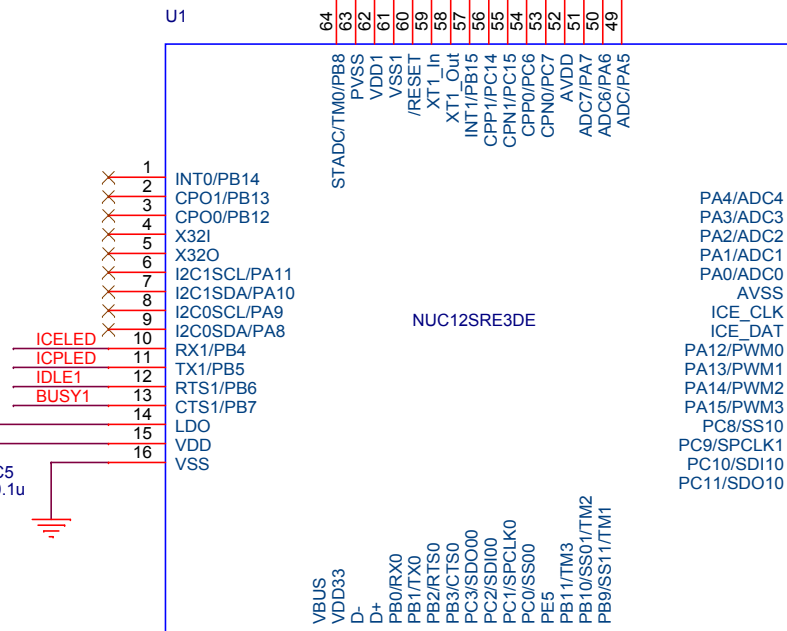 U1
64
63
62
61
60
59
58
57
56
55
54
53
52
51
50
49
STADC/TM0/PB8
PVSS
VDD1
VSS1
/RESET
XT1_In
XT1_Out
INT1/PB15
CPP1/PC14
CPN1/PC15
CPP0/PC6
CPN0/PC7
AVDD
ADC7/PA7
ADC6/PA6
ADC/PA5
1 INT0/PB14
2 CPO1/PB13
3 CPO0/PB12
4 X32I
5 X32O
6 I2C1SCL/PA11
7 I2C1SDA/PA10
8 I2C0SCL/PA9
9 I2C0SDA/PA8
ICELED 10 RX1/PB4
ICPLED 11 TX1/PB5
IDLE1 12 RTS1/PB6
BUSY1 13 CTS1/PB7
14 LDO
15 VDD
16 VSS
C5
0.1u
NUC12SRE3DE
PA4/ADC4
PA3/ADC3
PA2/ADC2
PA1/ADC1
PA0/ADC0
AVSS
ICE_CLK
ICE_DAT
PA12/PWM0
PA13/PWM1
PA14/PWM2
PA15/PWM3
PC8/SS10
PC9/SPCLK1
PC10/SDI10
PC11/SDO10
VBUS
VDD33
D-
D+
PB0/RX0
PB1/TX0
PB2/RTS0
PB3/CTS0
PC3/SDO00
PC2/SDI00
PC1/SPCLK0
PC0/SS00
PE5
PB11/TM3
PB10/SS01/TM2
PB9/SS11/TM1